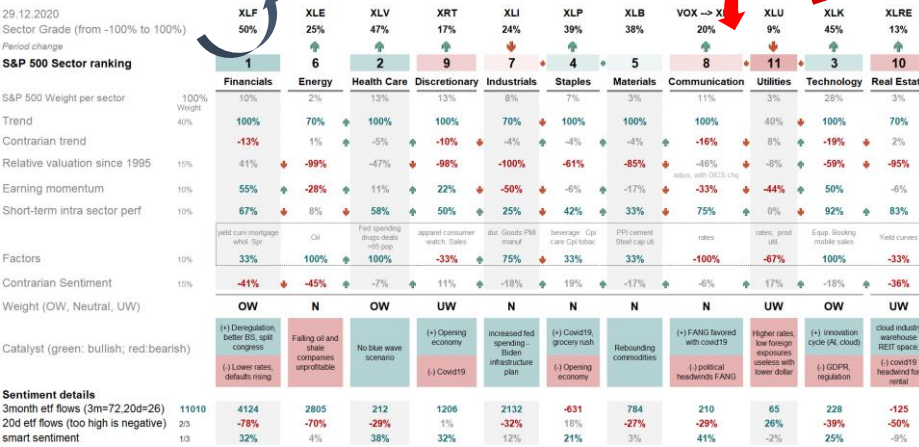 29.12.2020 XLF XLE XLV XRT XLI XLP XLB VOX --> XL XLU XLK XLRE
Sector Grade (from -100% to 100%) 50% 25% 47% 17% 24% 39% 38% 20% 9% 45% 13%
Period change
S&P 500 Sector ranking 1 6 2 9 7 4 5 8 11 3 10
Financials Energy Health Care Discretionary Industrials Staples Materials Communication Utilities Technology Real Estat
S&P 500 Weight per sector 100% 10% 2% 13% 13% 8% 7% 3% 11% 3% 28% 3%
Weight
Trend 40% 100% 70% 100% 100% 70% 100% 100% 100% 40% 100% 70%
Contrarian trend -13% 1% -5% -10% -4% -4% -4% -16% 8% -19% 2%
Relative valuation since 1995 15% 41% -99% -47% -98% -100% -61% -85% -46% -8% -59% -95%
adjus. with GICS chg
Earning momentum 10% 55% -28% 11% 22% -50% -6% -17% -33% -44% 50% -6%
Short-term intra sector perf 10% 67% 8% 58% 50% 25% 42% 33% 75% 0% 92% 83%
yield curv mortgage whol. Spr Oil Fed spending drugs deals >65 pop apparel consumer watch. Sales dur. Goods PMI manuf beverage Cpi care Cpi tobac PPI cement Steel cap uti rates rates, prod util. Equp. Booking mobile sales Yield curves
Factors 10% 33% 100% 100% -33% 75% 33% 33% -100% -67% 100% -33%
Contrarian Sentiment 15% -41% -45% -7% 11% -18% 19% -17% -6% 17% -18% -36%
Weight (OW, Neutral, UW) OW N OW UW N N N N UW OW UW
Catalyst (green: bullish; red:bearish)
(+) Deregulation, better BS, split congress
(-) Lower rates, defaults rising
Falling oil and shale companies unprofitable
No blue wave scenario
(+) Opening economy
(-) Covid19
increased fed spending - Biden infrastructure plan
(+) Covid19, grocery rush
(-) Opening economy
Rebounding commodities
(+) FANG favored with covid19
(-) political headwinds FANG
Higher rates, low foreign exposures useless with lower dollar
(+) innovation cycle (AI, cloud)
(-) GDPR, regulation
cloud industry warehouse REIT space,
(-) covid19 headwind for rental
Sentiment details
3month etf flows (3m=72,20d=26) 11010 4124 2805 212 1206 2132 -631 784 210 65 228 -125
20d etf flows (too high is negative) 2/3 -78% -70% -29% 1% -32% 18% -27% -29% 26% -39% -50%
smart sentiment 1/3 32% 4% 38% 32% 12% 21% 3% 41% -2% 25% -9%